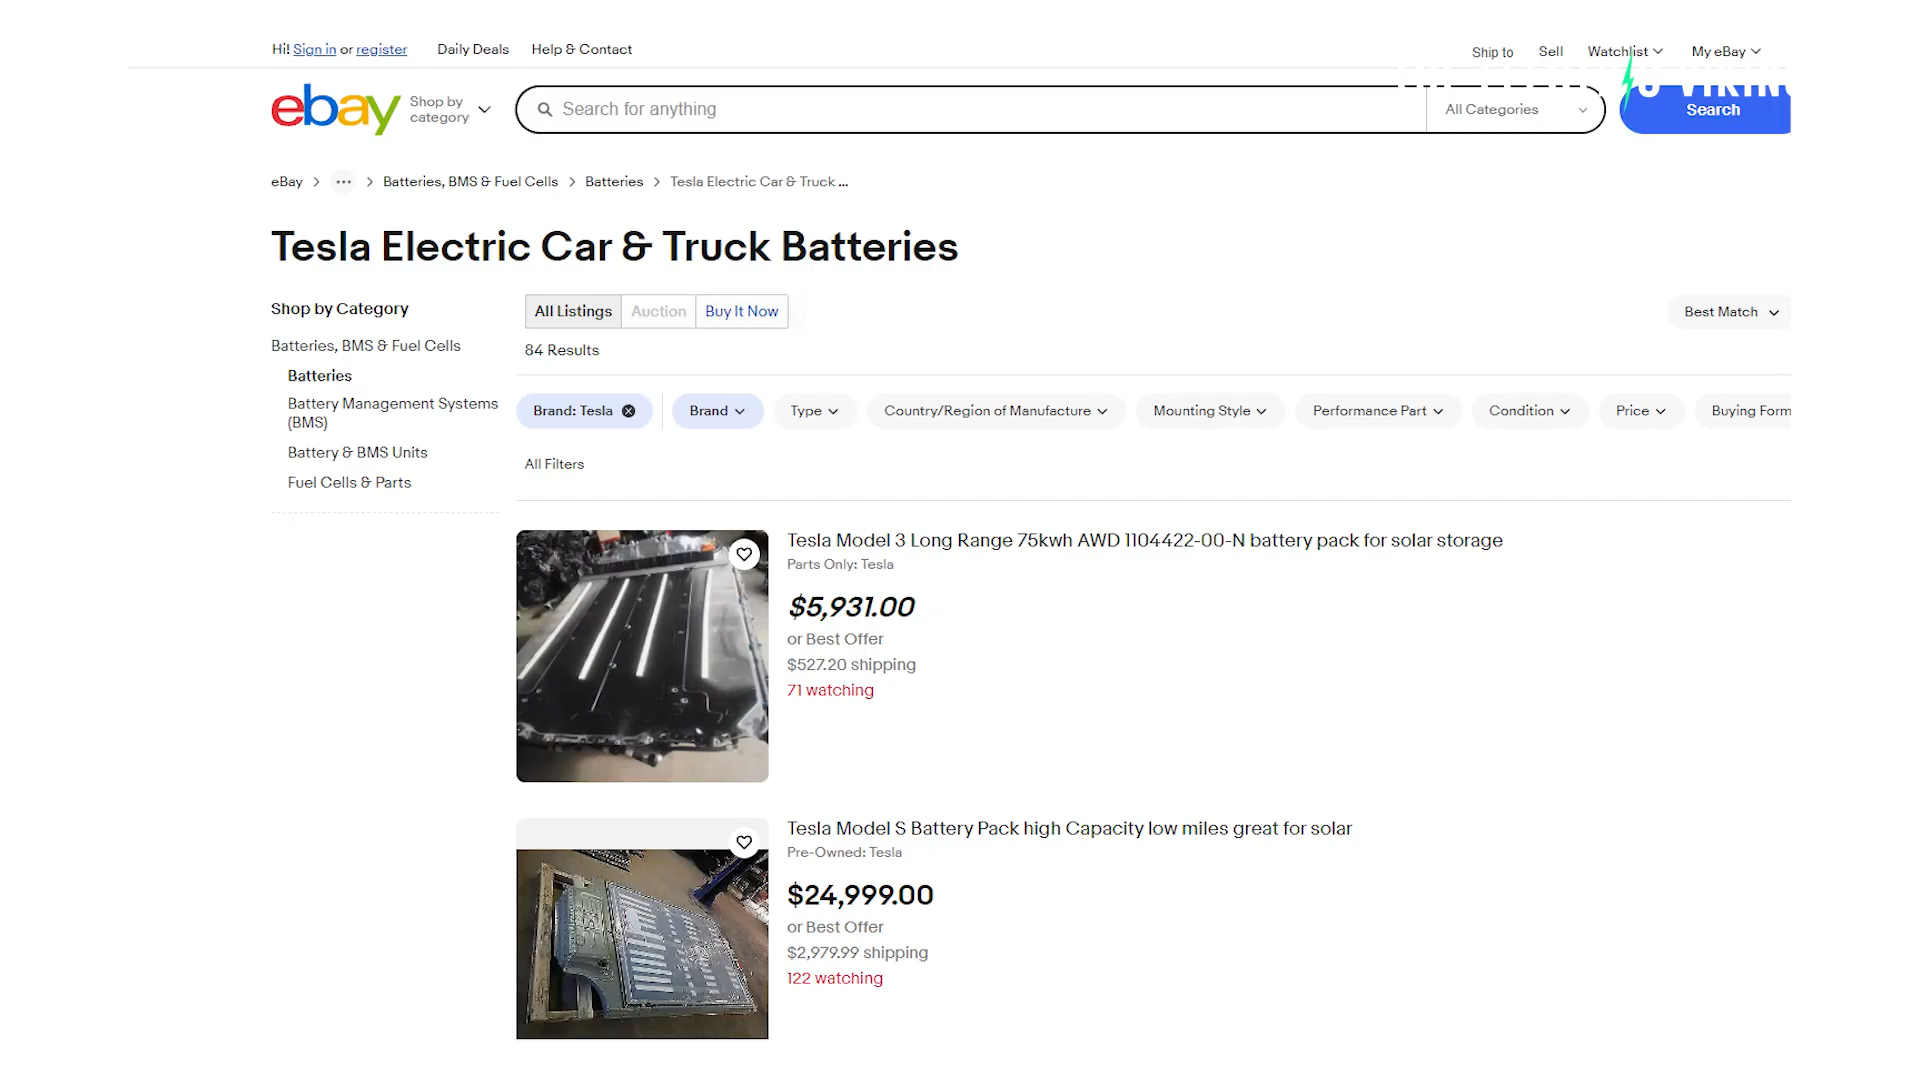 Hi! Sign in or register
Daily Deals
Help & Contact
Ship to
Sell
Watchlist
My eBay
ebay
Shop by
category
Search for anything
All Categories
Search
eBay
Batteries, BMS & Fuel Cells
Batteries
Tesla Electric Car & Truck ...
Tesla Electric Car & Truck Batteries
Shop by Category
Batteries, BMS & Fuel Cells
Batteries
Battery Management Systems
(BMS)
Battery & BMS Units
Fuel Cells & Parts
All Listings
Auction
Buy It Now
Best Match
84 Results
Brand: Tesla
Brand
Type
Country/Region of Manufacture
Mounting Style
Performance Part
Condition
Price
Buying Form
All Filters
Tesla Model 3 Long Range 75kwh AWD 1104422-00-N battery pack for solar storage
Parts Only: Tesla
$5,931.00
or Best Offer
$527.20 shipping
71 watching
Tesla Model S Battery Pack high Capacity low miles great for solar
Pre-Owned: Tesla
$24,999.00
or Best Offer
$2,979.99 shipping
122 watching